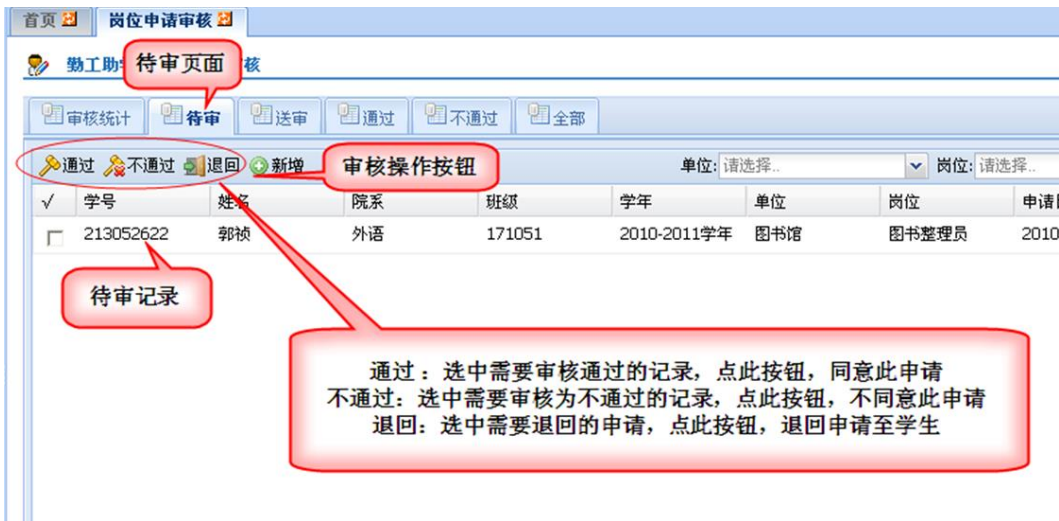 首页 岗位申请审核
勤工助 待审页面 核
审核统计 待审 送审 通过 不通过 全部
通过 不通过 退回 新增 审核操作按钮 单位: 请选择.. 岗位: 请选择..
√ 学号 姓名 院系 班级 学年 单位 岗位 申请
213052622 郭祯 外语 171051 2010-2011学年 图书馆 图书整理员 2010
待审记录
通过：选中需要审核通过的记录，点此按钮，同意此申请
不通过：选中需要审核为不通过的记录，点此按钮，不同意此申请
退回：选中需要退回的申请，点此按钮，退回申请至学生